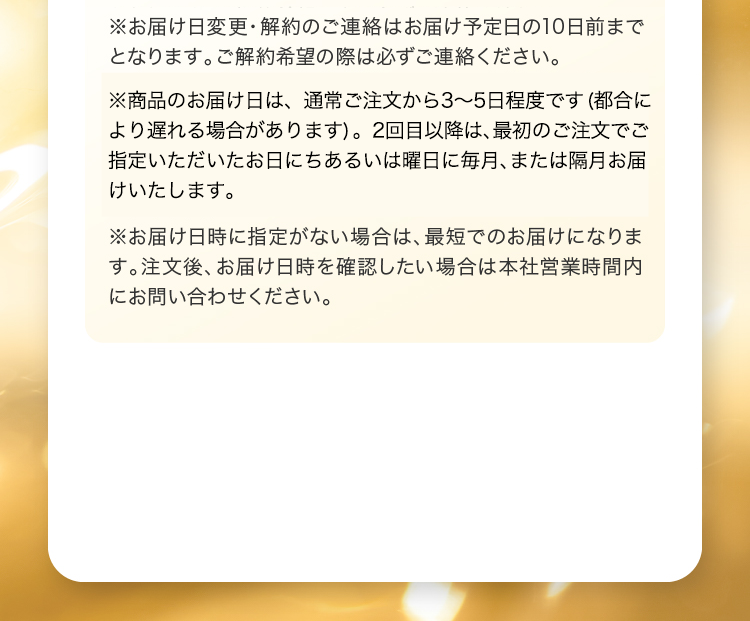 ※お届け日変更・解約のご連絡はお届け予定日の10日前まで
となります。ご解約希望の際は必ずご連絡ください。
※商品のお届け日は、通常ご注文から3〜5日程度です(都合に
より遅れる場合があります)。2回目以降は、最初のご注文でご
指定いただいたお日にちあるいは曜日に毎月、または隔月お届
けいたします。
※お届け日時に指定がない場合は、最短でのお届けになりま
す。注文後、お届け日時を確認したい場合は本社営業時間内
にお問い合わせください。